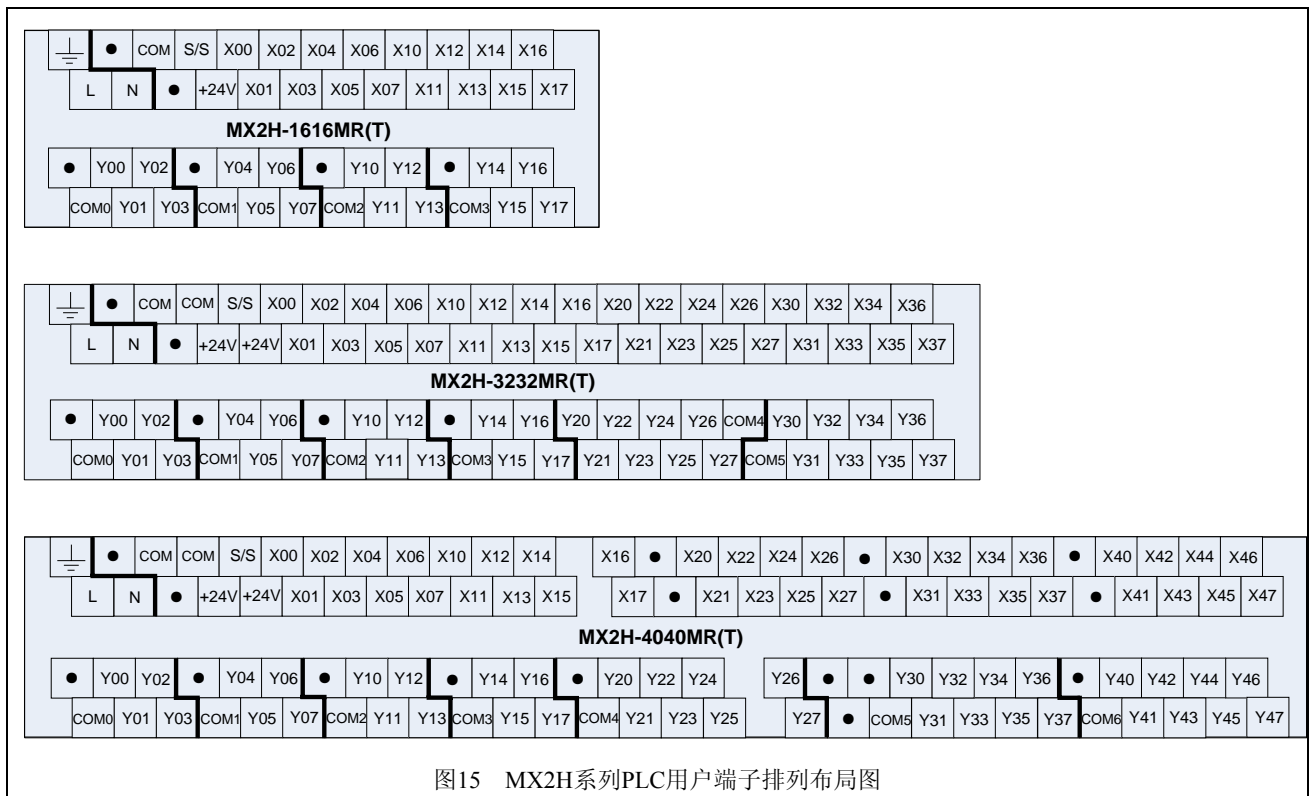 ● COM S/S X00 X02 X04 X06 X10 X12 X14 X16
L N ● +24V X01 X03 X05 X07 X11 X13 X15 X17
MX2H-1616MR(T)
● Y00 Y02 ● Y04 Y06 ● Y10 Y12 ● Y14 Y16
COM0 Y01 Y03 COM1 Y05 Y07 COM2 Y11 Y13 COM3 Y15 Y17
● COM COM S/S X00 X02 X04 X06 X10 X12 X14 X16 X20 X22 X24 X26 X30 X32 X34 X36
L N ● +24V +24V X01 X03 X05 X07 X11 X13 X15 X17 X21 X23 X25 X27 X31 X33 X35 X37
MX2H-3232MR(T)
● Y00 Y02 ● Y04 Y06 ● Y10 Y12 ● Y14 Y16 Y20 Y22 Y24 Y26 COM4 Y30 Y32 Y34 Y36
COM0 Y01 Y03 COM1 Y05 Y07 COM2 Y11 Y13 COM3 Y15 Y17 Y21 Y23 Y25 Y27 COM5 Y31 Y33 Y35 Y37
● COM COM S/S X00 X02 X04 X06 X10 X12 X14 X16 ● X20 X22 X24 X26 ● X30 X32 X34 X36 ● X40 X42 X44 X46
L N ● +24V +24V X01 X03 X05 X07 X11 X13 X15 X17 ● X21 X23 X25 X27 ● X31 X33 X35 X37 ● X41 X43 X45 X47
MX2H-4040MR(T)
● Y00 Y02 ● Y04 Y06 ● Y10 Y12 ● Y14 Y16 ● Y20 Y22 Y24 Y26 ● ● Y30 Y32 Y34 Y36 ● Y40 Y42 Y44 Y46
COM0 Y01 Y03 COM1 Y05 Y07 COM2 Y11 Y13 COM3 Y15 Y17 COM4 Y21 Y23 Y25 Y27 ● COM5 Y31 Y33 Y35 Y37 COM6 Y41 Y43 Y45 Y47
图15 MX2H系列PLC用户端子排列布局图